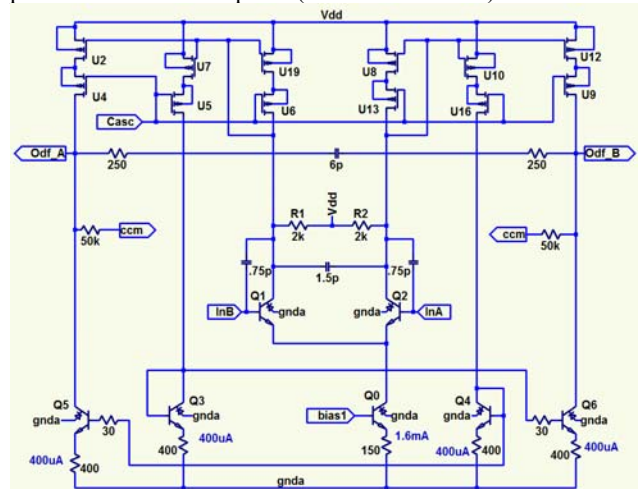 Vdd
U2
U7
U19
U8
U10
U12
U4
U5
U6
U13
U16
U9
Casc
Odf_A
250
6p
250
Odf_B
50k
ccm
R1
2k
Vdd
R2
2k
ccm
50k
.75p
1.5p
.75p
InB
Q1
gnda
Q2
InA
Q5
gnda
30
Q3
gnda
400uA
bias1
Q0
gnda
1.6mA
Q4
gnda
30
Q6
gnda
400uA
400
400
150
400uA
400
400uA
400
gnda